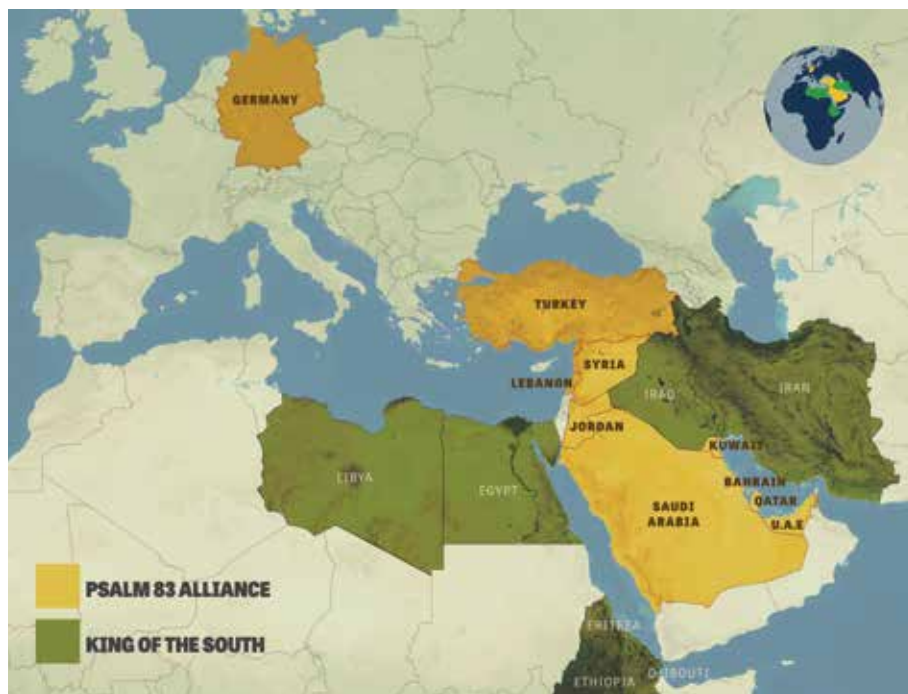 GERMANY
TURKEY
SYRIA
LEBANON
IRAQ
IRAN
JORDAN
KUWAIT
LIBYA
EGYPT
BAHRAIN
QATAR
SAUDI
ARABIA
U.A.E
PSALM 83 ALLIANCE
ERITREA
KING OF THE SOUTH
DJIBOUTI
ETHIOPIA